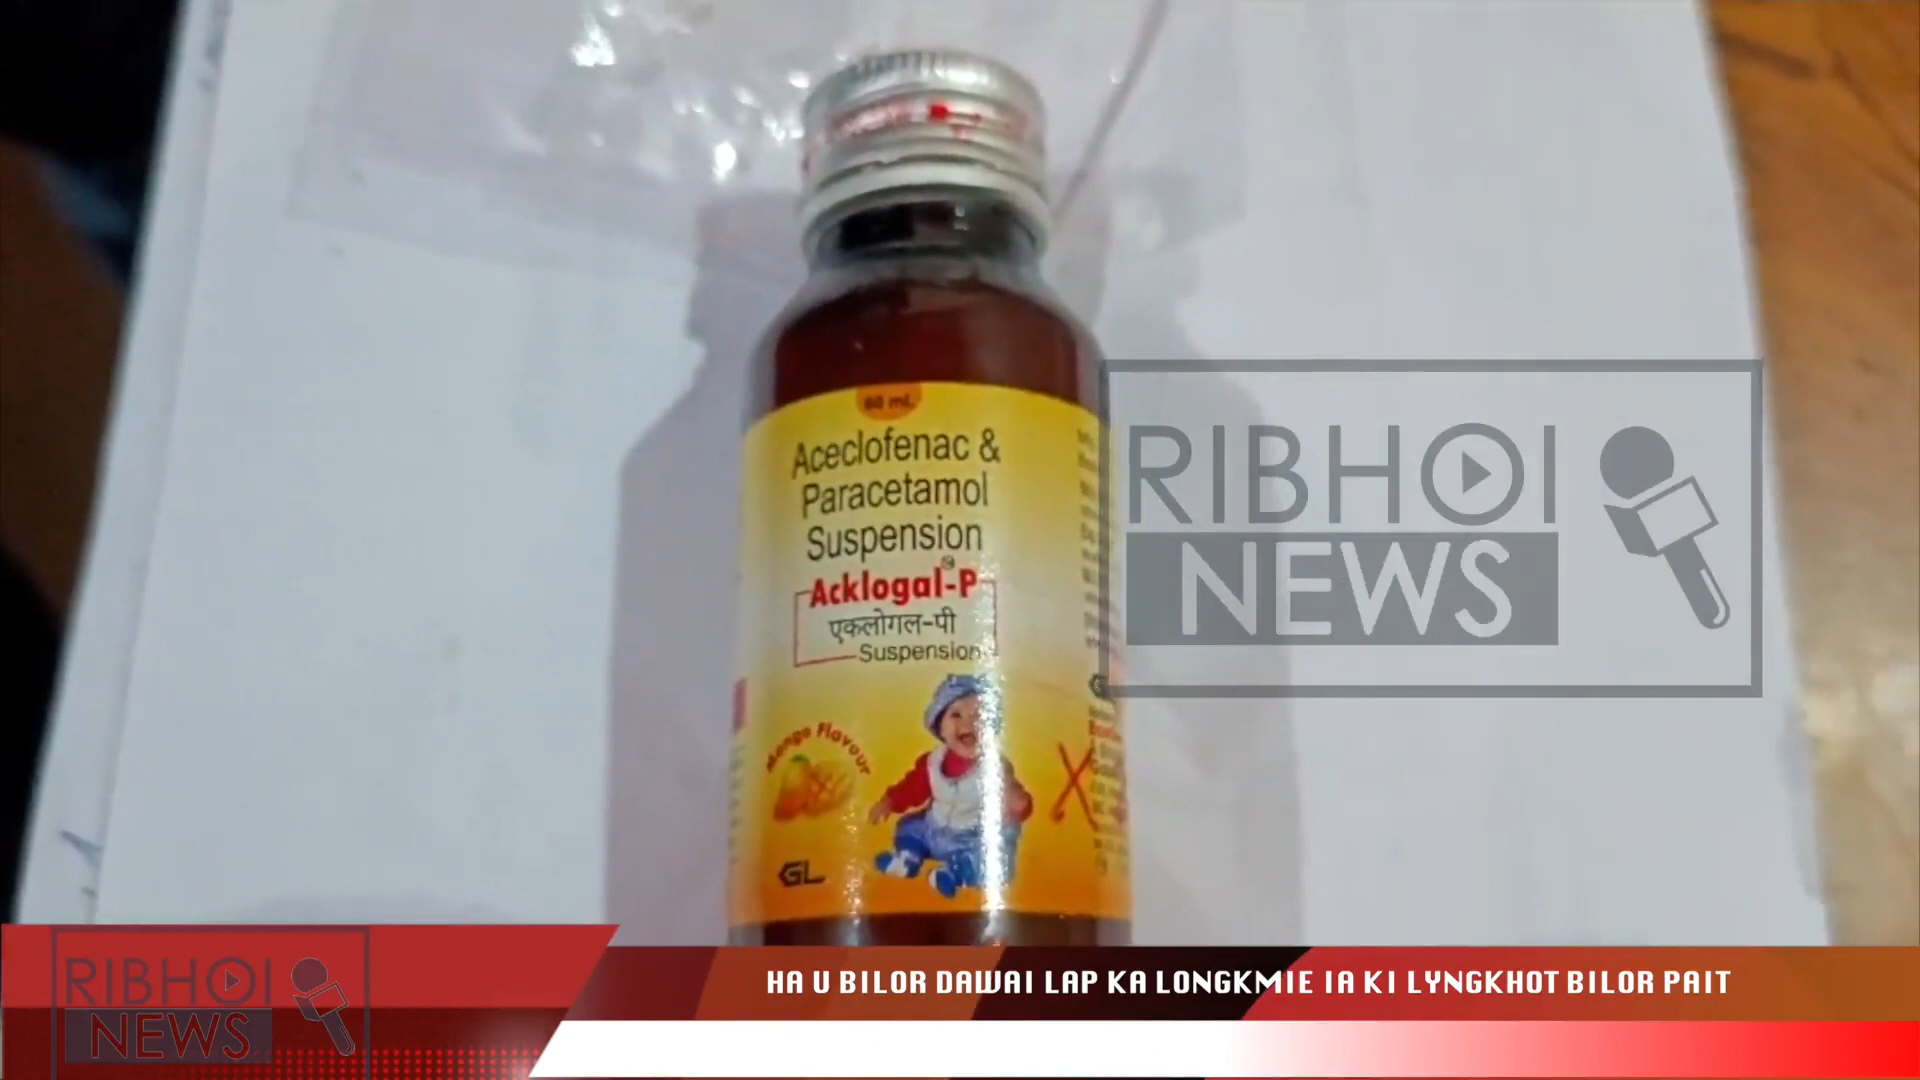 60 mL
Aceclofenac &
Paracetamol
Suspension
Acklogal-P
एकलोगल-पी
Suspension
Mango Flavour
GL
RIBHOI
NEWS
RIBHOI
NEWS
HA U BILOR DAWAI LAP KA LONGKMIE IA KI LYNGKHOT BILOR PAIT